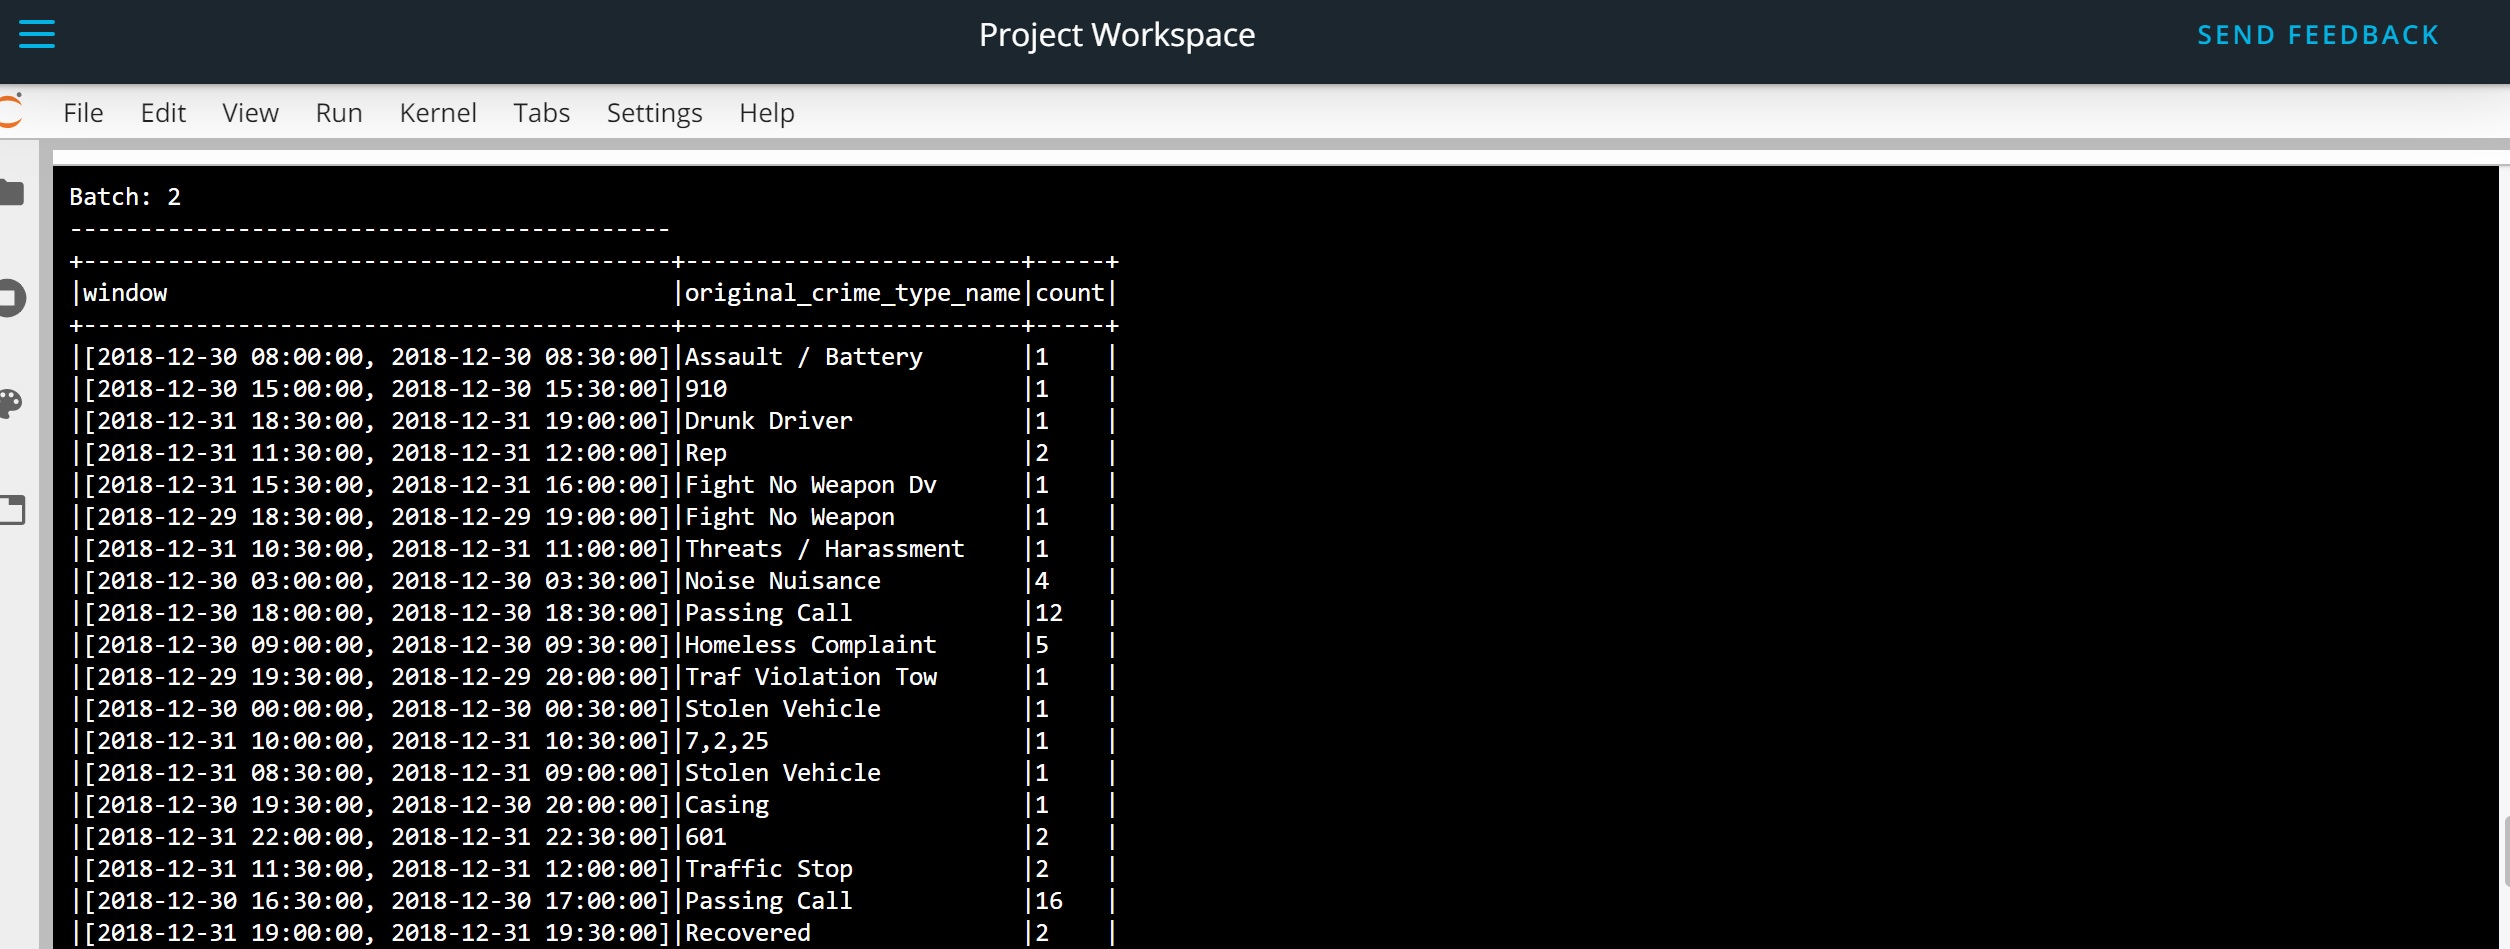 Project Workspace
SEND FEEDBACK
File Edit View Run Kernel Tabs Settings Help
Batch: 2
-------------------------------------------
+------------------------------------------+------------------------+-----+
|window                                    |original_crime_type_name|count|
+------------------------------------------+------------------------+-----+
|[2018-12-30 08:00:00, 2018-12-30 08:30:00]|Assault / Battery       |1    |
|[2018-12-30 15:00:00, 2018-12-30 15:30:00]|910                     |1    |
|[2018-12-31 18:30:00, 2018-12-31 19:00:00]|Drunk Driver            |1    |
|[2018-12-31 11:30:00, 2018-12-31 12:00:00]|Rep                     |2    |
|[2018-12-31 15:30:00, 2018-12-31 16:00:00]|Fight No Weapon Dv      |1    |
|[2018-12-29 18:30:00, 2018-12-29 19:00:00]|Fight No Weapon         |1    |
|[2018-12-31 10:30:00, 2018-12-31 11:00:00]|Threats / Harassment    |1    |
|[2018-12-30 03:00:00, 2018-12-30 03:30:00]|Noise Nuisance          |4    |
|[2018-12-30 18:00:00, 2018-12-30 18:30:00]|Passing Call            |12   |
|[2018-12-30 09:00:00, 2018-12-30 09:30:00]|Homeless Complaint      |5    |
|[2018-12-29 19:30:00, 2018-12-29 20:00:00]|Traf Violation Tow      |1    |
|[2018-12-30 00:00:00, 2018-12-30 00:30:00]|Stolen Vehicle          |1    |
|[2018-12-31 10:00:00, 2018-12-31 10:30:00]|7,2,25                  |1    |
|[2018-12-31 08:30:00, 2018-12-31 09:00:00]|Stolen Vehicle          |1    |
|[2018-12-30 19:30:00, 2018-12-30 20:00:00]|Casing                  |1    |
|[2018-12-31 22:00:00, 2018-12-31 22:30:00]|601                     |2    |
|[2018-12-31 11:30:00, 2018-12-31 12:00:00]|Traffic Stop            |2    |
|[2018-12-30 16:30:00, 2018-12-30 17:00:00]|Passing Call            |16   |
|[2018-12-31 19:00:00, 2018-12-31 19:30:00]|Recovered               |2    |